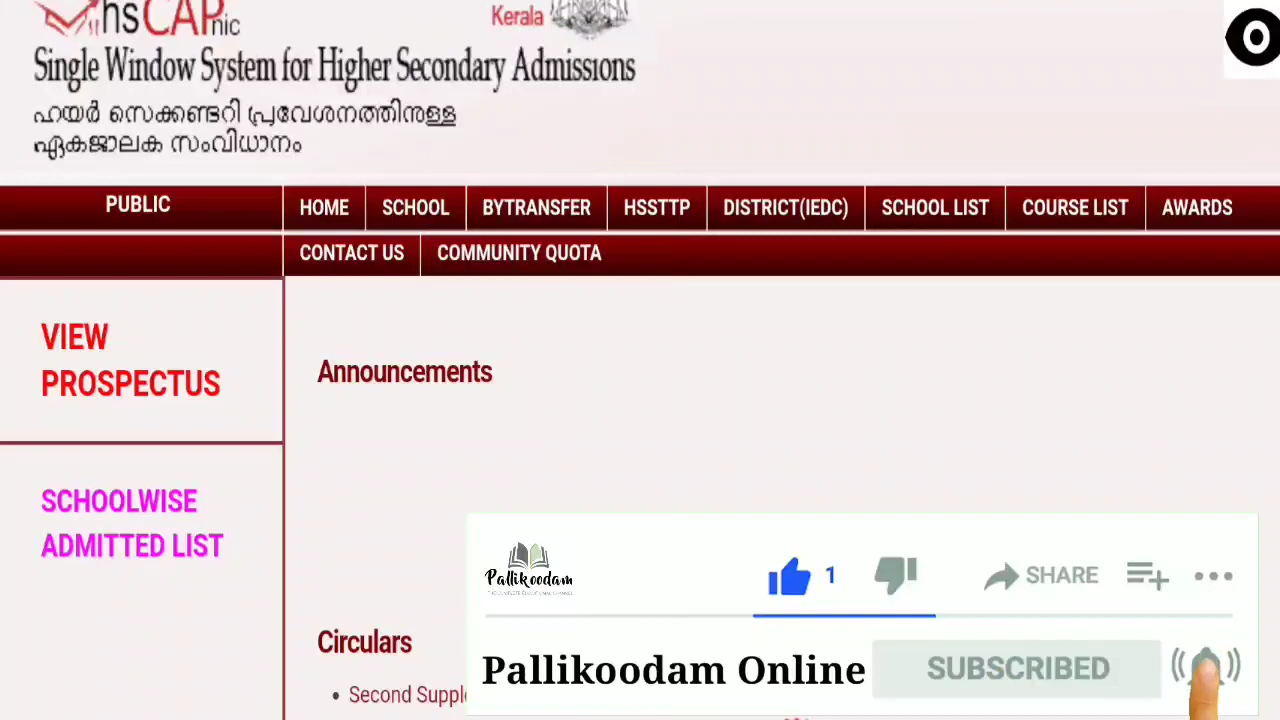 hsCAPnic
Kerala
Single Window System for Higher Secondary Admissions
ഹയർ സെക്കണ്ടറി പ്രവേശനത്തിനുള്ള
ഏകജാലക സംവിധാനം
PUBLIC
HOME
SCHOOL
BYTRANSFER
HSSTTP
DISTRICT(IEDC)
SCHOOL LIST
COURSE LIST
AWARDS
CONTACT US
COMMUNITY QUOTA
VIEW
PROSPECTUS
SCHOOLWISE
ADMITTED LIST
Announcements
Circulars
• Second
Pallikoodam
1
SHARE
Pallikoodam Online
SUBSCRIBED